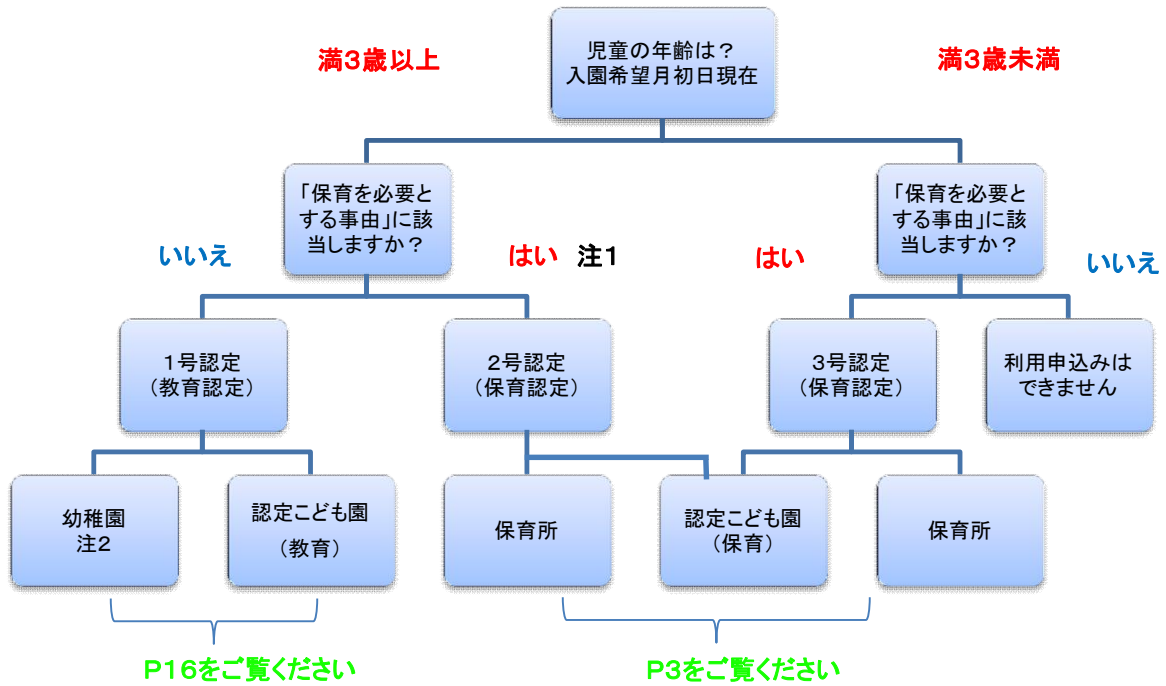 児童の年齢は？
入園希望月初日現在
満３歳以上
満３歳未満
「保育を必要と
する事由」に該
当しますか？
「保育を必要と
する事由」に該
当しますか？
いいえ
はい　注１
はい
いいえ
１号認定
（教育認定）
２号認定
（保育認定）
３号認定
（保育認定）
利用申込みは
できません
幼稚園
注２
認定こども園
（教育）
保育所
認定こども園
（保育）
保育所
Ｐ１６をご覧ください
Ｐ３をご覧ください